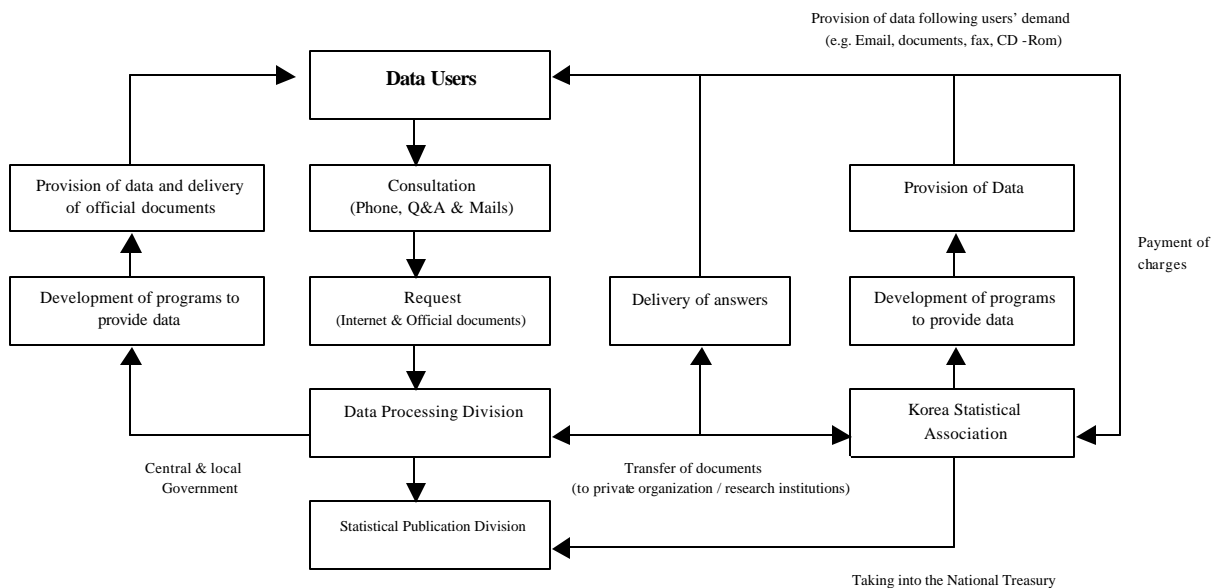 Provision of data following users’ demand
(e.g. Email, documents, fax, CD -Rom)
Data Users
Provision of data and delivery
of official documents
Consultation
(Phone, Q&A & Mails)
Provision of Data
Payment of
charges
Development of programs to
provide data
Request
(Internet & Official documents)
Delivery of answers
Development of programs
to provide data
Data Processing Division
Korea Statistical
Association
Central & local
Government
Transfer of documents
(to private organization / research institutions)
Statistical Publication Division
Taking into the National Treasury